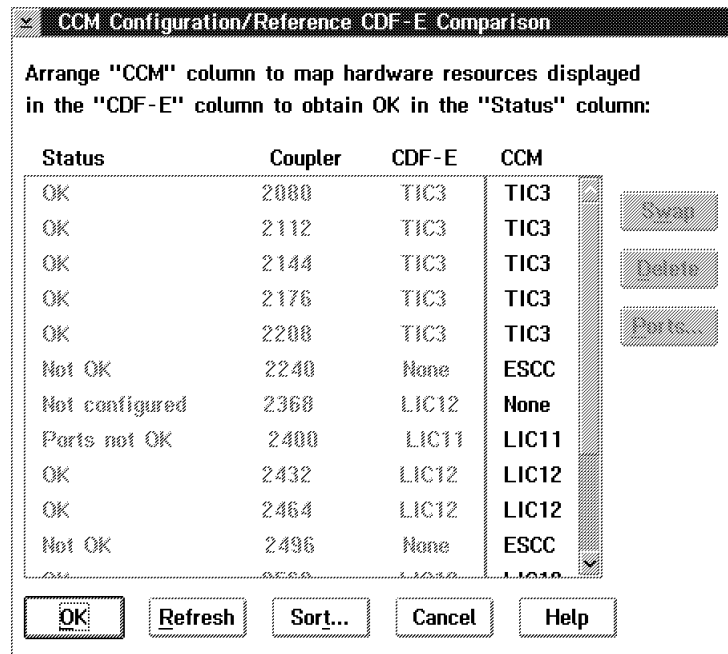 CCM Configuration/Reference CDF-E Comparison
Arrange "CCM" column to map hardware resources displayed
in the "CDF-E" column to obtain OK in the "Status" column:
Status Coupler CDF-E CCM
OK 2080 TIC3 TIC3
OK 2112 TIC3 TIC3
OK 2144 TIC3 TIC3
OK 2176 TIC3 TIC3
OK 2208 TIC3 TIC3
Not OK 2240 None ESCC
Not configured 2368 LIC12 None
Ports not OK 2400 LIC11 LIC11
OK 2432 LIC12 LIC12
OK 2464 LIC12 LIC12
Not OK 2496 None ESCC
Swap
Delete
Ports...
OK Refresh Sort... Cancel Help